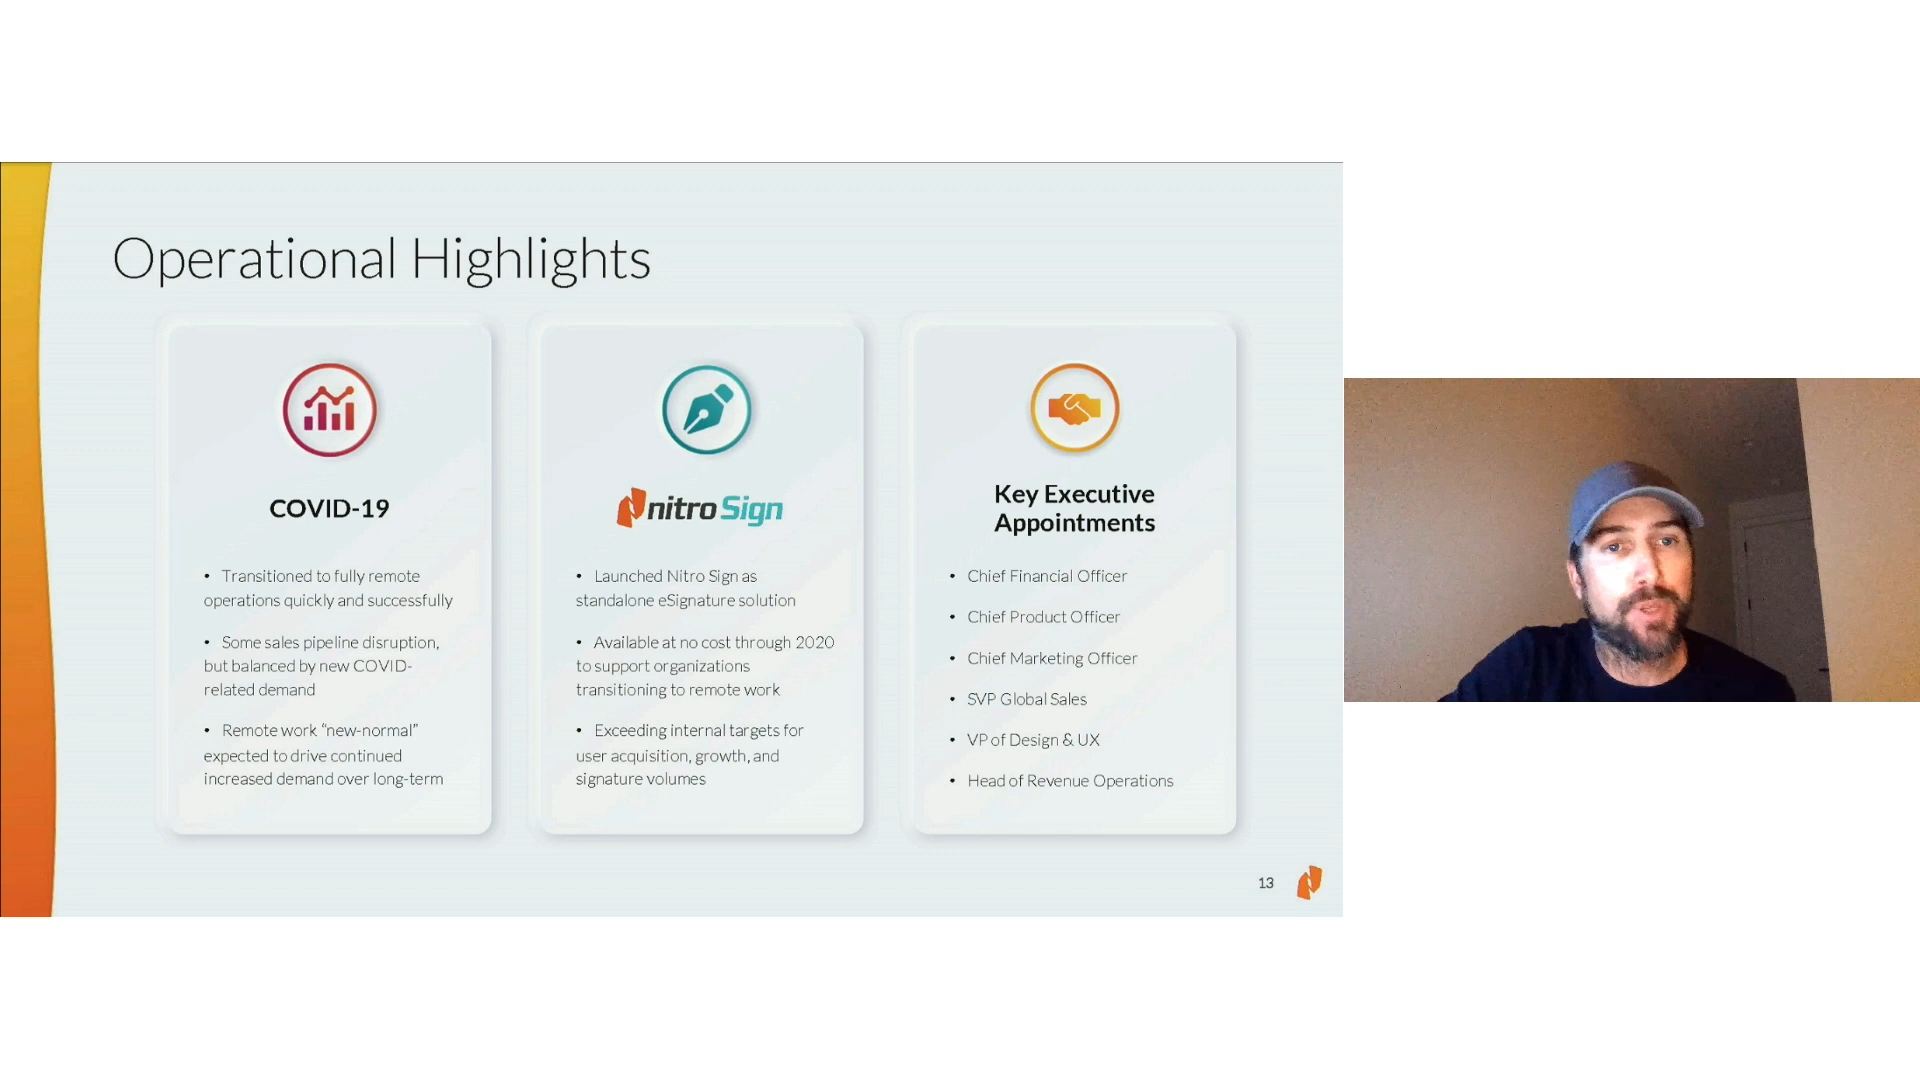 Operational Highlights
COVID-19
• Transitioned to fully remote
operations quickly and successfully
• Some sales pipeline disruption,
but balanced by new COVID-
related demand
• Remote work “new-normal”
expected to drive continued
increased demand over long-term
nitro Sign
• Launched Nitro Sign as
standalone eSignature solution
• Available at no cost through 2020
to support organizations
transitioning to remote work
• Exceeding internal targets for
user acquisition, growth, and
signature volumes
Key Executive
Appointments
• Chief Financial Officer
• Chief Product Officer
• Chief Marketing Officer
• SVP Global Sales
• VP of Design & UX
• Head of Revenue Operations
13